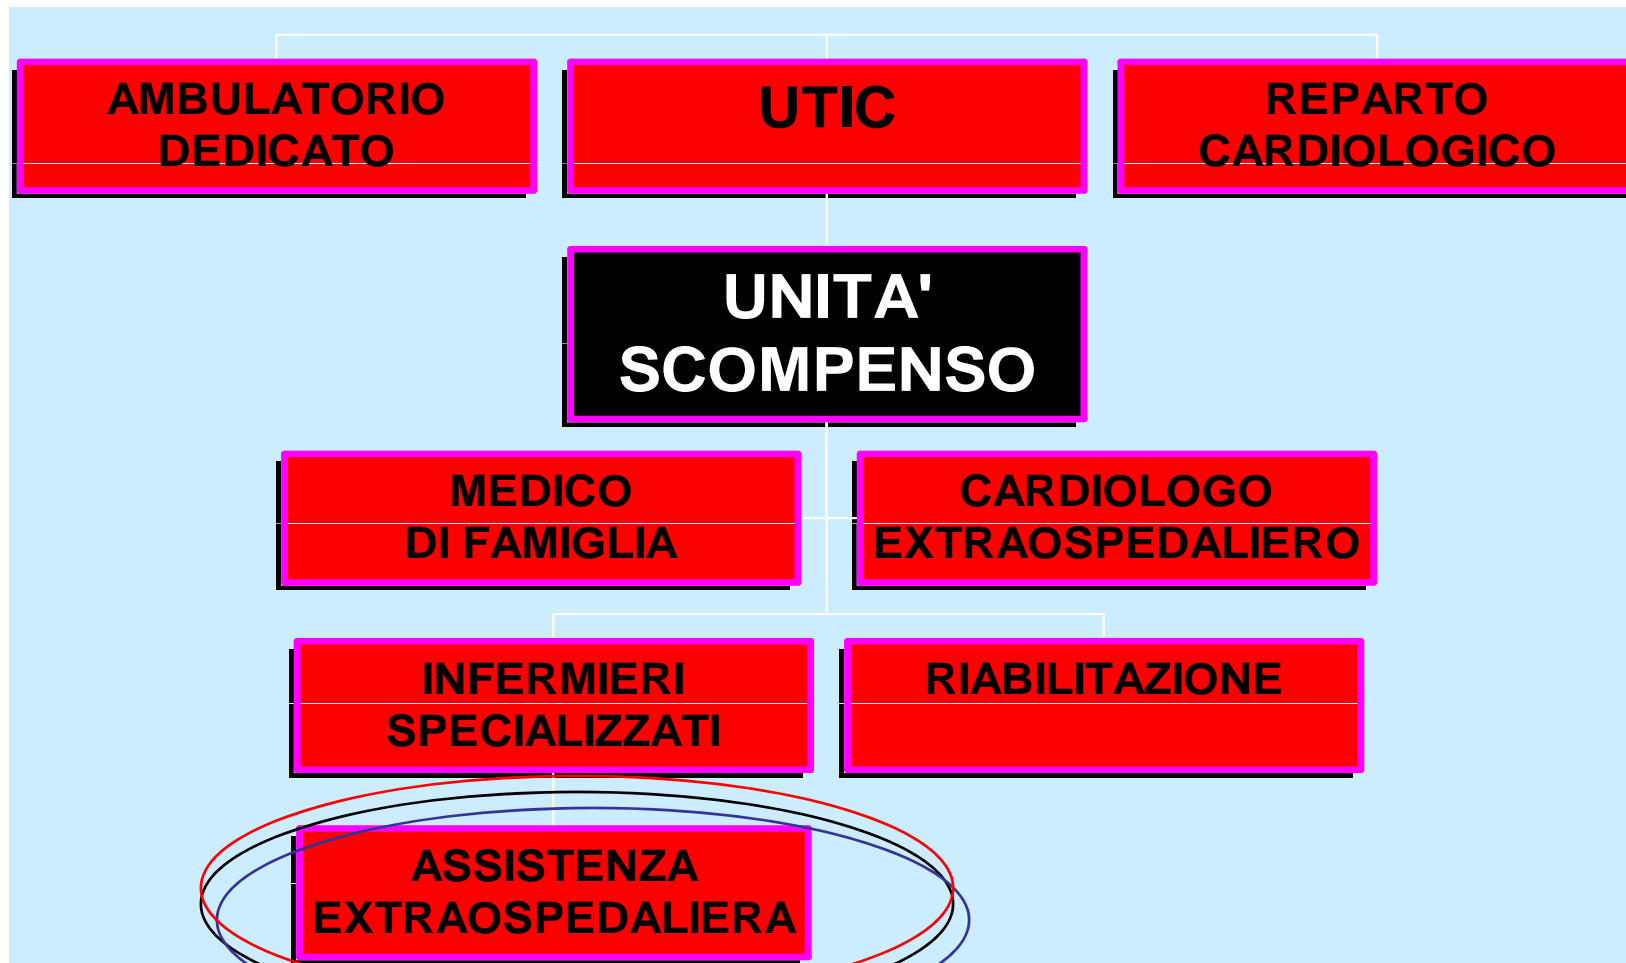 AMBULATORIO
DEDICATO
UTIC
REPARTO
CARDIOLOGICO
UNITA'
SCOMPENSO
MEDICO
DI FAMIGLIA
CARDIOLOGO
EXTRAOSPEDALIERO
INFERMIERI
SPECIALIZZATI
RIABILITAZIONE
ASSISTENZA
EXTRAOSPEDALIERA